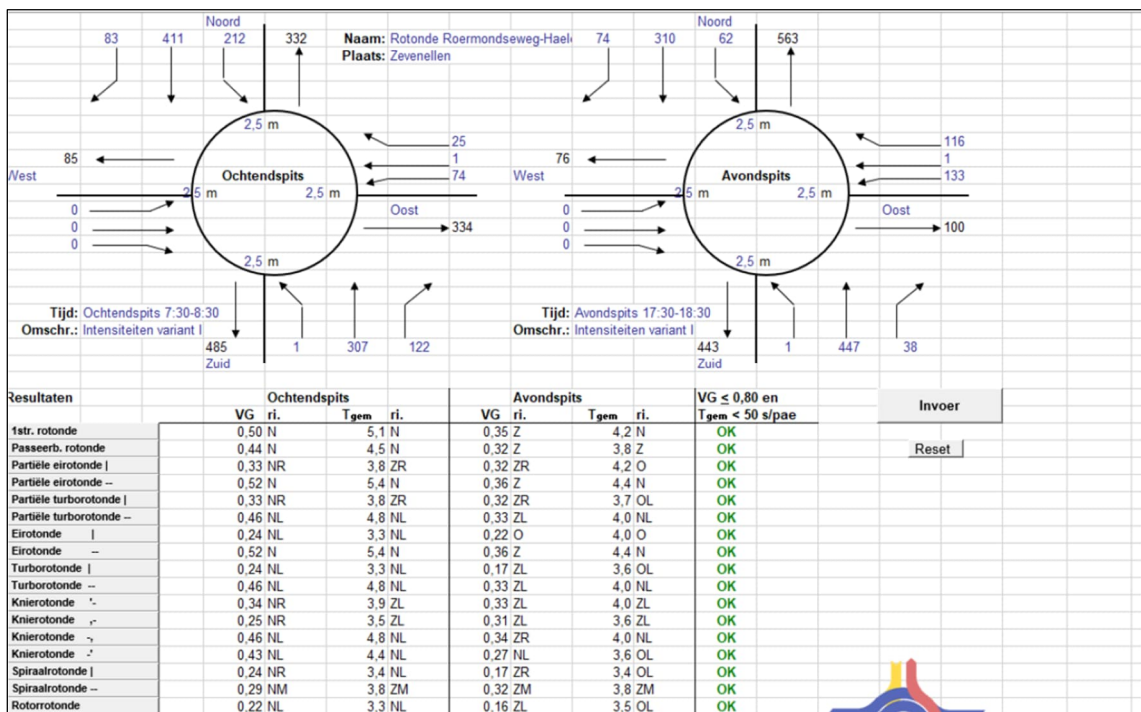 Noord Noord
83 411 212 332 Naam: Rotonde Roermondseweg-Hael 74 310 62 563
Plaats: Zevenellen
2,5 m 2,5 m
25 116
85 1 76 1
West Ochtendspits 74 West Avondspits 133
2,5 m 2,5 m 2,5 m 2,5 m
0 Oost 0 Oost
0 334 0 100
0 0
2,5 m 2,5 m
Tijd: Ochtendspits 7:30-8:30 Tijd: Avondspits 17:30-18:30
Omschr.: Intensiteiten variant I Omschr.: Intensiteiten variant I
485 1 307 122 443 1 447 38
Zuid Zuid
Resultaten Ochtendspits Avondspits VG ≤ 0,80 en Invoer
VG ri. Tgem ri. VG ri. Tgem ri. Tgem < 50 s/pae
1str. rotonde 0,50 N 5,1 N 0,35 Z 4,2 N OK
Passeerb. rotonde 0,44 N 4,5 N 0,32 Z 3,8 Z OK Reset
Partiële eirotonde | 0,33 NR 3,8 ZR 0,32 ZR 4,2 O OK
Partiële eirotonde -- 0,52 N 5,4 N 0,36 Z 4,4 N OK
Partiële turborotonde | 0,33 NR 3,8 ZR 0,32 ZR 3,7 OL OK
Partiële turborotonde -- 0,46 NL 4,8 NL 0,33 ZL 4,0 NL OK
Eirotonde | 0,24 NL 3,3 NL 0,22 O 4,0 O OK
Eirotonde -- 0,52 N 5,4 N 0,36 Z 4,4 N OK
Turborotonde | 0,24 NL 3,3 NL 0,17 ZL 3,6 OL OK
Turborotonde -- 0,46 NL 4,8 NL 0,33 ZL 4,0 NL OK
Knierotonde '- 0,34 NR 3,9 ZL 0,33 ZL 4,0 ZL OK
Knierotonde ,- 0,25 NR 3,5 ZL 0,31 ZL 3,6 ZL OK
Knierotonde -, 0,46 NL 4,8 NL 0,34 ZR 4,0 NL OK
Knierotonde -' 0,43 NL 4,4 NL 0,27 NL 3,6 OL OK
Spiraalrotonde | 0,24 NR 3,4 NL 0,17 ZR 3,4 OL OK
Spiraalrotonde -- 0,29 NM 3,8 ZM 0,32 ZM 3,8 ZM OK
Rotorrotonde 0,22 NL 3,3 NL 0,16 ZL 3,5 OL OK